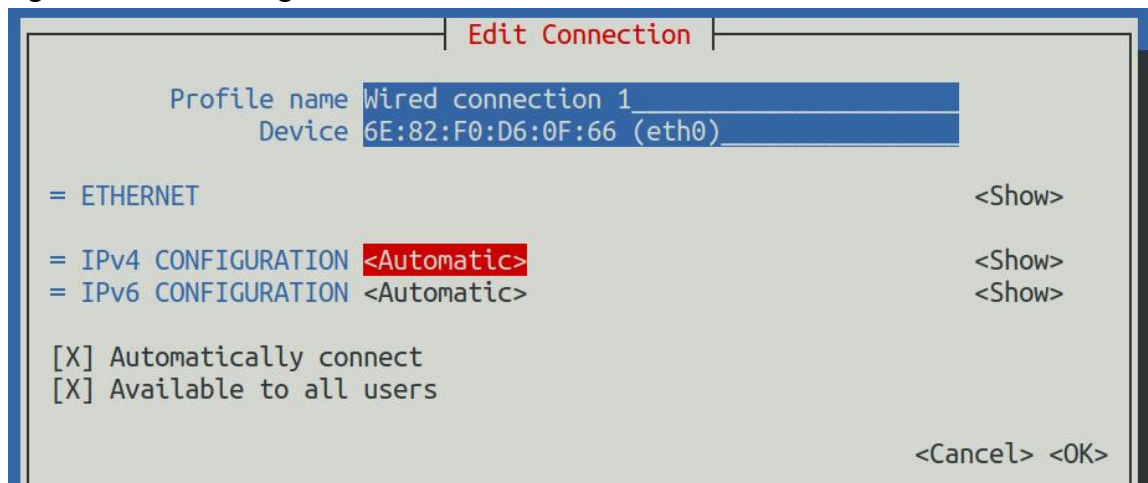 Edit Connection
Profile name Wired connection 1
Device 6E:82:F0:D6:0F:66 (eth0)
= ETHERNET <Show>
= IPv4 CONFIGURATION <Automatic> <Show>
= IPv6 CONFIGURATION <Automatic> <Show>
[X] Automatically connect
[X] Available to all users
<Cancel> <OK>